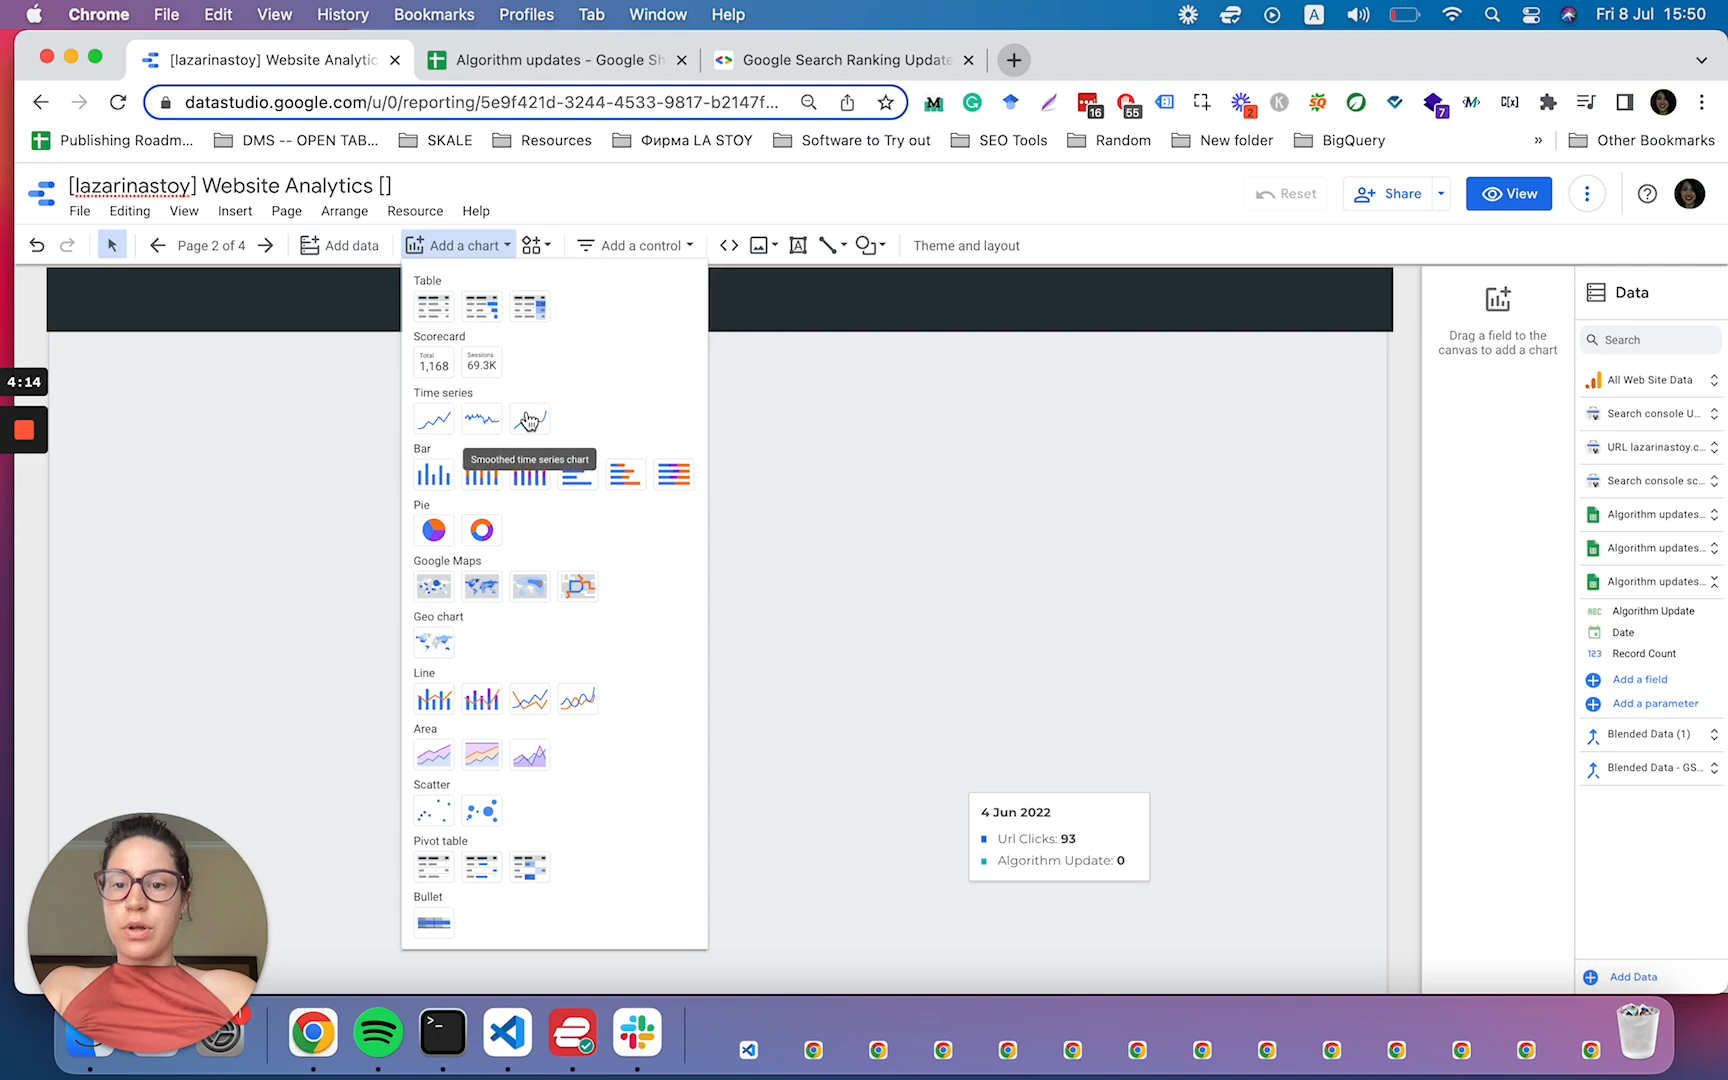 Chrome File Edit View History Bookmarks Profiles Tab Window Help
A
Fri 8 Jul 15:50
[lazarinastoy] Website Analytic
Algorithm updates - Google Sh
Google Search Ranking Update
datastudio.google.com/u/0/reporting/5e9f421d-3244-4533-9817-b2147f...
16
55
2
7
Publishing Roadm...
DMS -- OPEN TAB...
SKALE
Resources
Фирма LA STOY
Software to Try out
SEO Tools
Random
New folder
BigQuery
»
Other Bookmarks
[lazarinastoy] Website Analytics []
Reset
Share
View
File Editing View Insert Page Arrange Resource Help
Page 2 of 4
Add data
Add a chart
Add a control
Theme and layout
Table
Scorecard
Total
1,168
Sessions
69.3K
Time series
Bar
Smoothed time series chart
Pie
Google Maps
Geo chart
Line
Area
Scatter
Pivot table
Bullet
4:14
4 Jun 2022
Url Clicks: 93
Algorithm Update: 0
Drag a field to the
canvas to add a chart
Data
Search
All Web Site Data
Search console U...
URL lazarinastoy.c...
Search console sc...
Algorithm updates...
Algorithm updates...
Algorithm updates...
ABC Algorithm Update
Date
123 Record Count
Add a field
Add a parameter
Blended Data (1)
Blended Data - GS...
Add Data